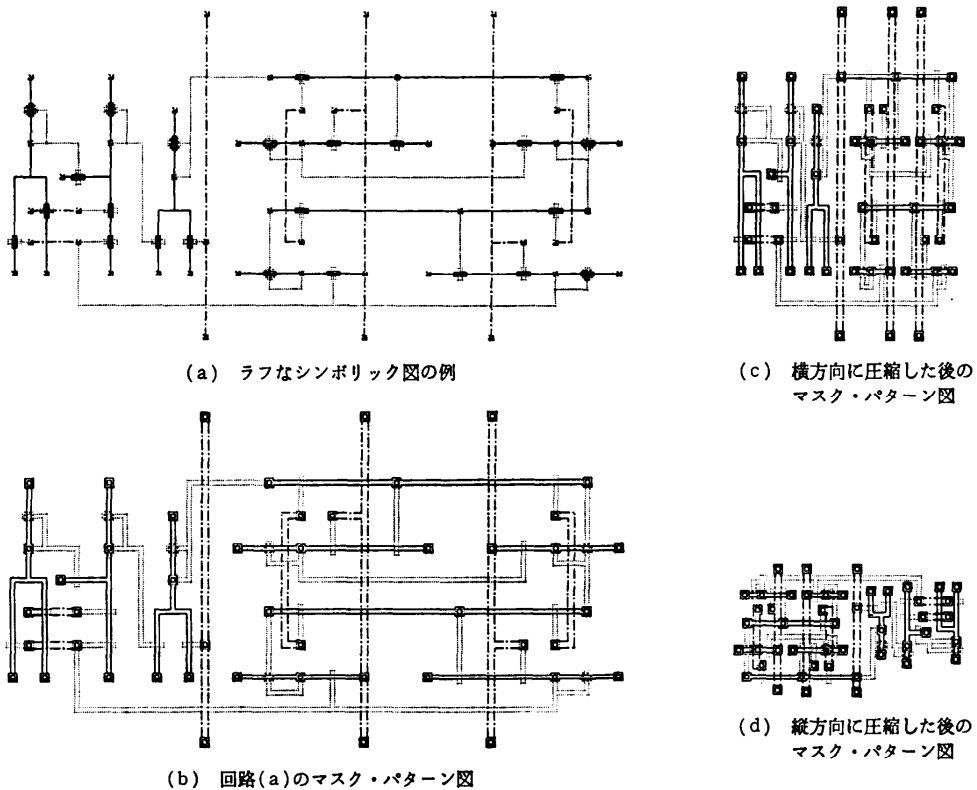 (a) ラフなシンボリック図の例
(b) 回路(a)のマスク・パターン図
(c) 横方向に圧縮した後の
マスク・パターン図
(d) 縦方向に圧縮した後の
マスク・パターン図